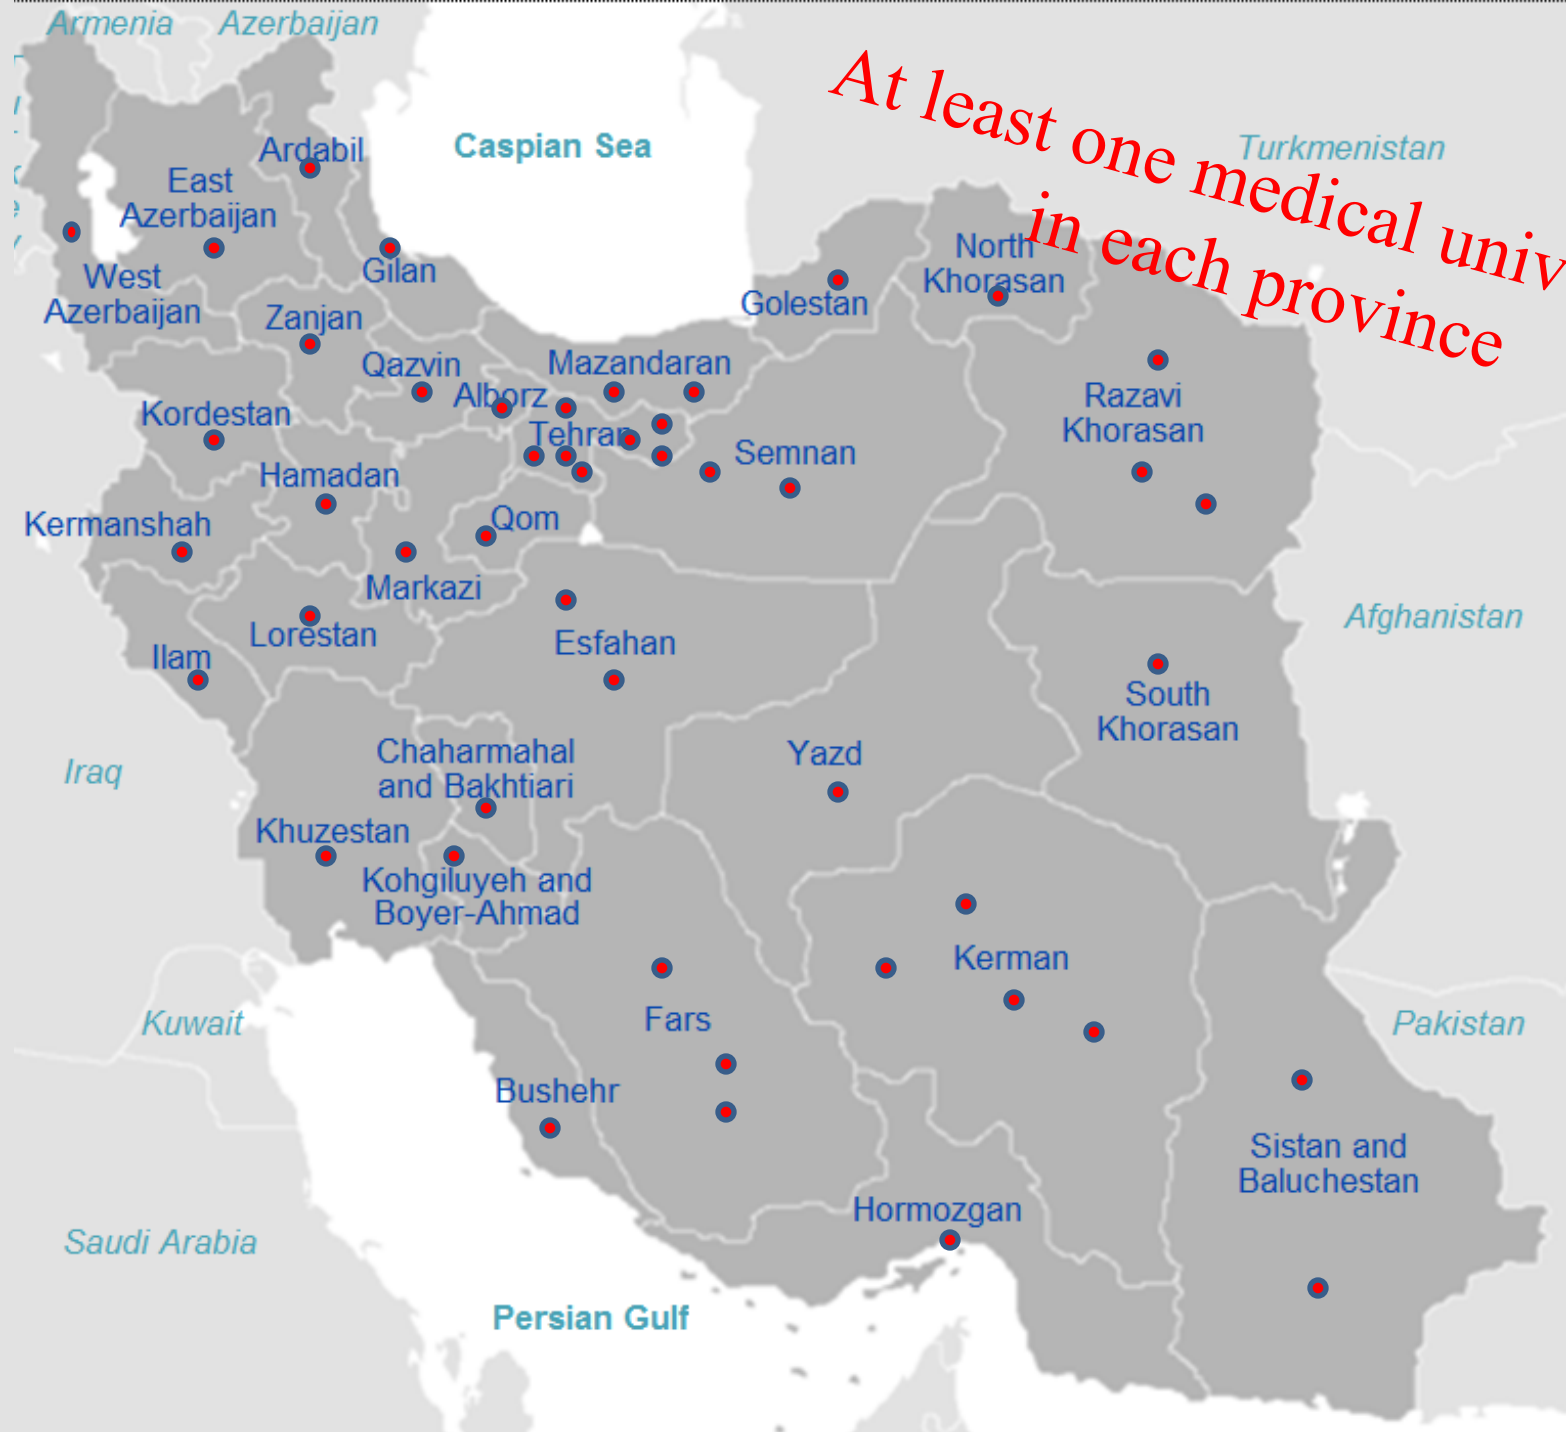 Armenia
Azerbaijan
At least one medical univ
in each province
Caspian Sea
Turkmenistan
Ardabil
East
Azerbaijan
Gilan
West
Azerbaijan
North
Khorasan
Golestan
Zanjan
Qazvin
Mazandaran
Alborz
Razavi
Khorasan
Kordestan
Tehran
Semnan
Hamadan
Qom
Kermanshah
Markazi
Afghanistan
Lorestan
Esfahan
Ilam
South
Khorasan
Chaharmahal
and Bakhtiari
Yazd
Iraq
Khuzestan
Kohgiluyeh and
Boyer-Ahmad
Kerman
Fars
Kuwait
Pakistan
Bushehr
Sistan and
Baluchestan
Hormozgan
Saudi Arabia
Persian Gulf